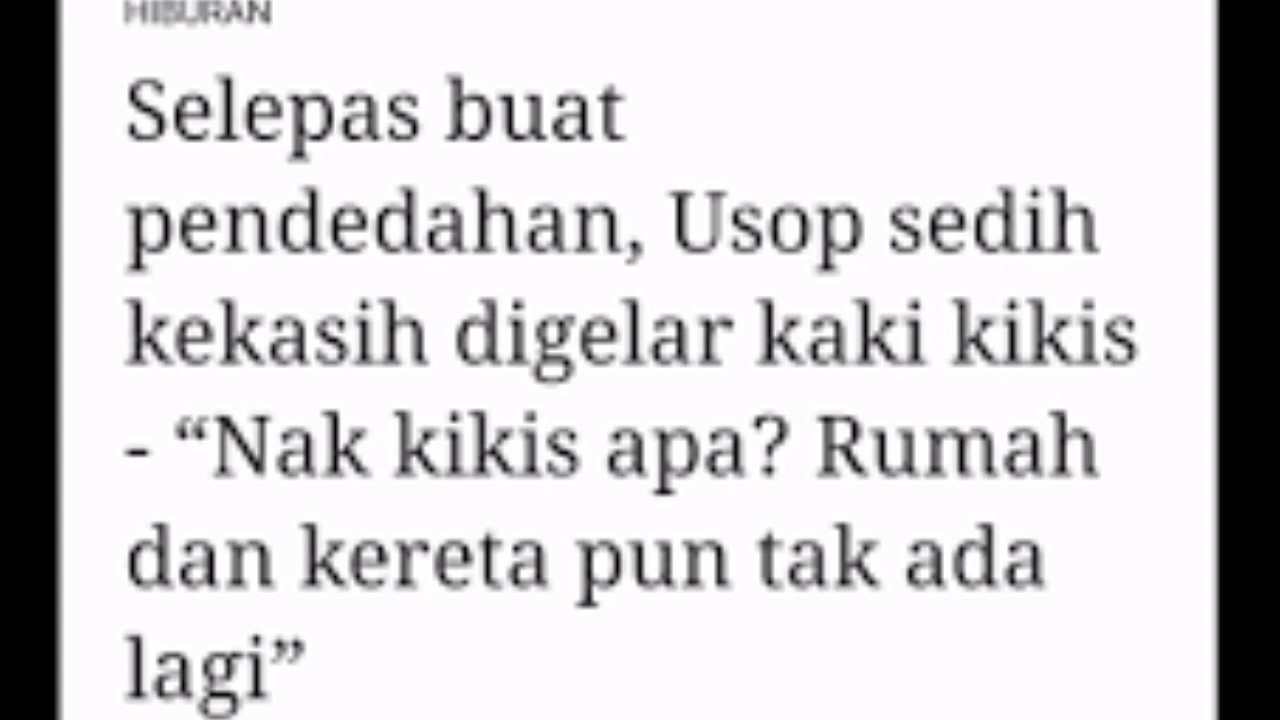 HIBURAN
Selepas buat
pendedahan, Usop sedih
kekasih digelar kaki kikis
- “Nak kikis apa? Rumah
dan kereta pun tak ada
lagi”